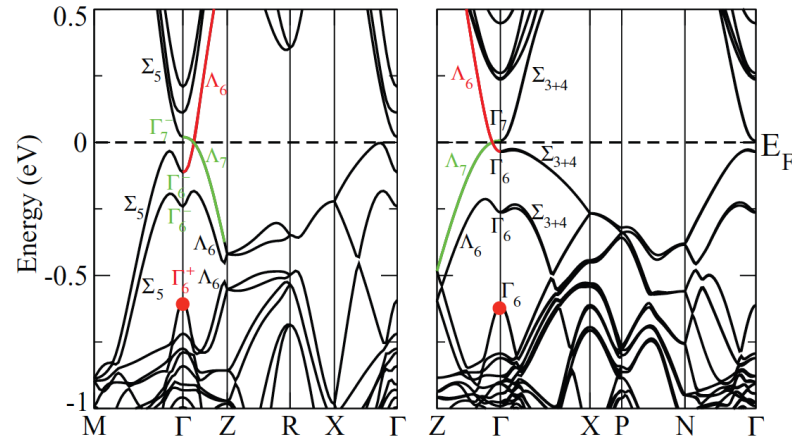 Energy (eV)
0.5
0
-0.5
-1
Σ5
Λ6
Γ7-
Λ7
Γ6-
Σ5
Γ6-
Λ6
Γ6+
Λ6
Σ5
M Γ Z R X Γ
Λ6
Σ3+4
Γ7
EF
Λ7
Γ6
Σ3+4
Λ6
Γ6
Σ3+4
Γ6
Z Γ X P N Γ